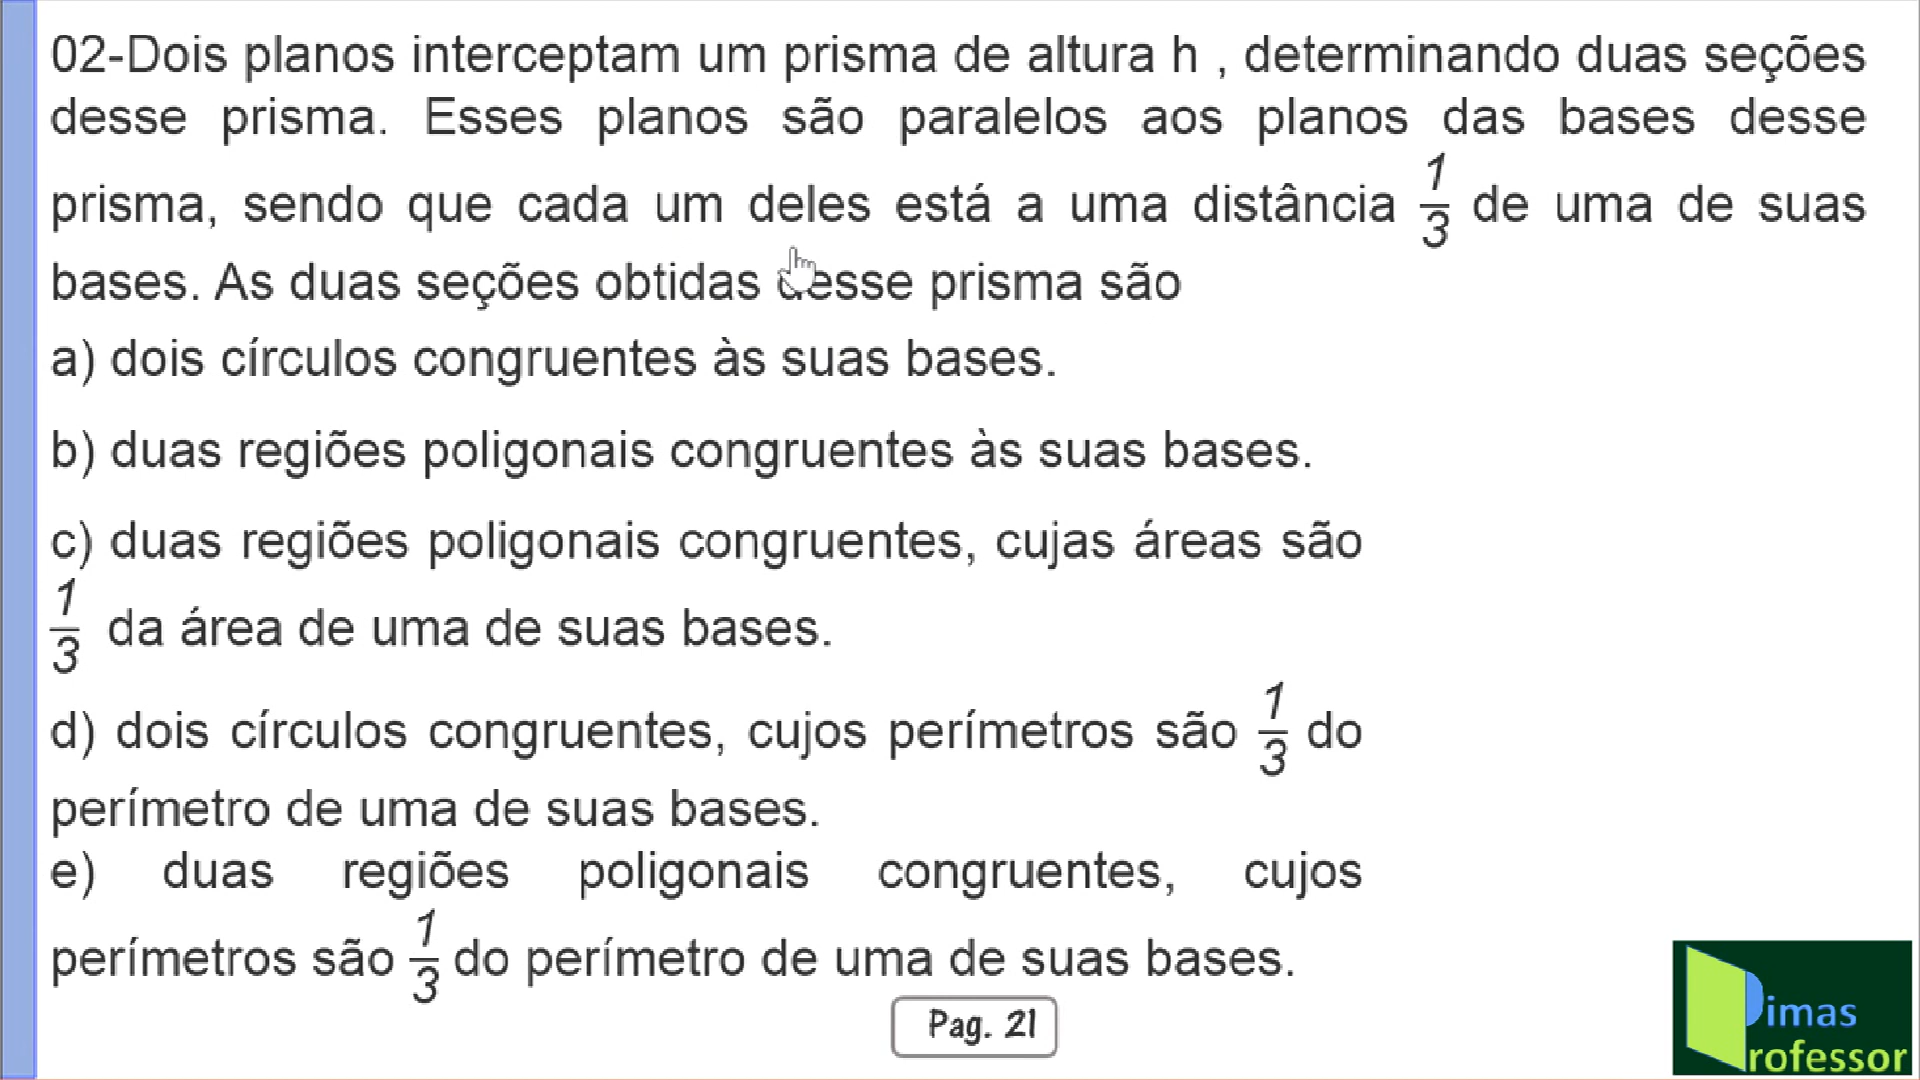 02-Dois planos interceptam um prisma de altura h , determinando duas seções
desse prisma. Esses planos são paralelos aos planos das bases desse
prisma, sendo que cada um deles está a uma distância 1/3 de uma de suas
bases. As duas seções obtidas desse prisma são
a) dois círculos congruentes às suas bases.
b) duas regiões poligonais congruentes às suas bases.
c) duas regiões poligonais congruentes, cujas áreas são
1/3 da área de uma de suas bases.
d) dois círculos congruentes, cujos perímetros são 1/3 do
perímetro de uma de suas bases.
e) duas regiões poligonais congruentes, cujos
perímetros são 1/3 do perímetro de uma de suas bases.
Pag. 21
Dimas
Professor